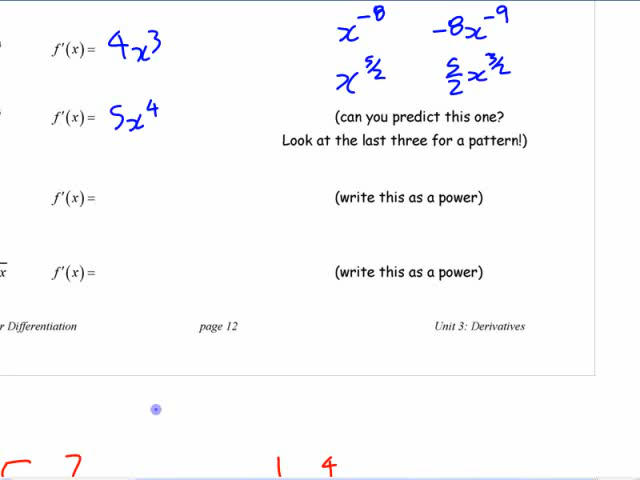 f'(x) = 4x³
x⁻⁸ -8x⁻⁹
x^5/2 5/2 x^3/2
f'(x) = 5x⁴ (can you predict this one?
Look at the last three for a pattern!)
f'(x) = (write this as a power)
x f'(x) = (write this as a power)
Differentiation page 12 Unit 3: Derivatives